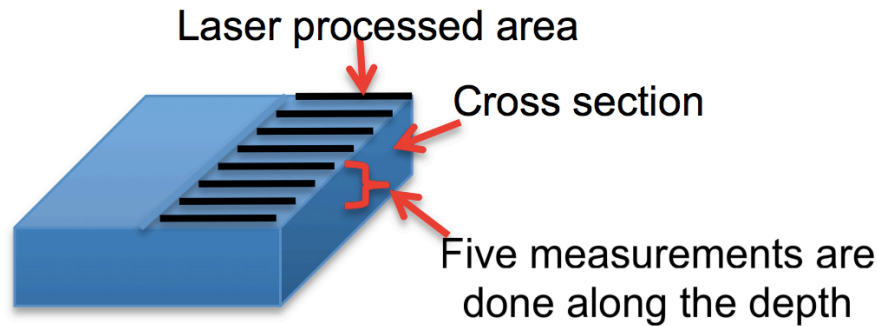 Laser processed area
Cross section
Five measurements are
done along the depth